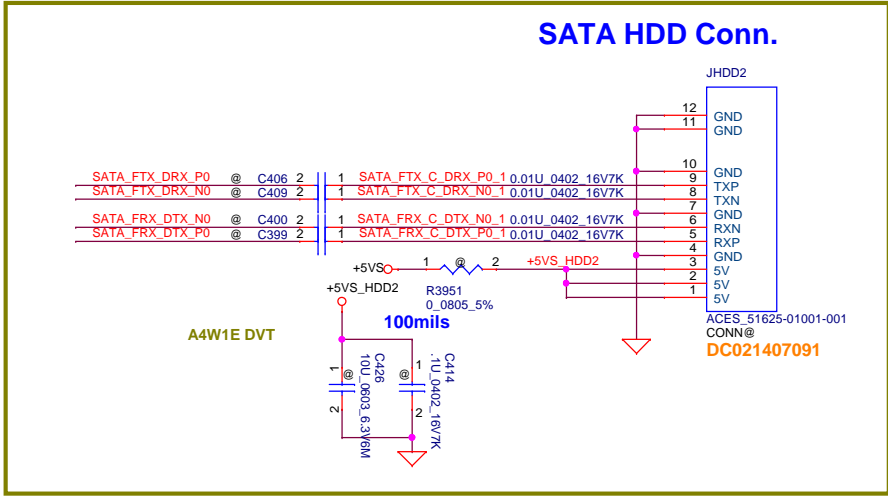 SATA HDD Conn.
JHDD2
12 GND
11 GND
10 GND
SATA_FTX_DRX_P0 @ C406 2 1 SATA_FTX_C_DRX_P0_1 0.01U_0402_16V7K 9 TXP
SATA_FTX_DRX_N0 @ C409 2 1 SATA_FTX_C_DRX_N0_1 0.01U_0402_16V7K 8 TXN
7 GND
SATA_FRX_DTX_N0 @ C400 2 1 SATA_FRX_C_DTX_N0_1 0.01U_0402_16V7K 6 RXN
SATA_FRX_DTX_P0 @ C399 2 1 SATA_FRX_C_DTX_P0_1 0.01U_0402_16V7K 5 RXP
4 GND
+5VS 1 @ 2 +5VS_HDD2 3 5V
2 5V
1 5V
+5VS_HDD2
R3951
0_0805_5%
100mils
ACES_51625-01001-001
CONN@
DC021407091
A4W1E DVT
1 @ 2
C426
10U_0603_6.3V6M
1 @ 2
C414
.1U_0402_16V7K